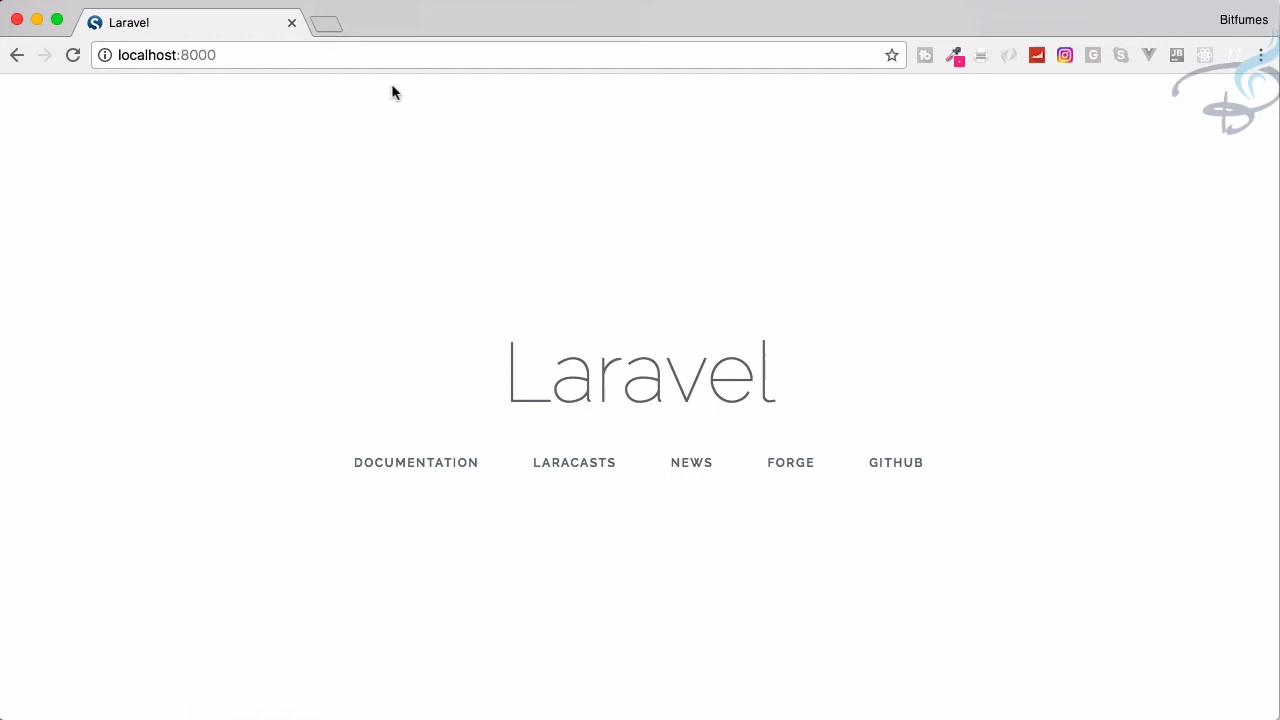 Laravel
Bitfumes
localhost:8000
Laravel
DOCUMENTATION LARACASTS NEWS FORGE GITHUB